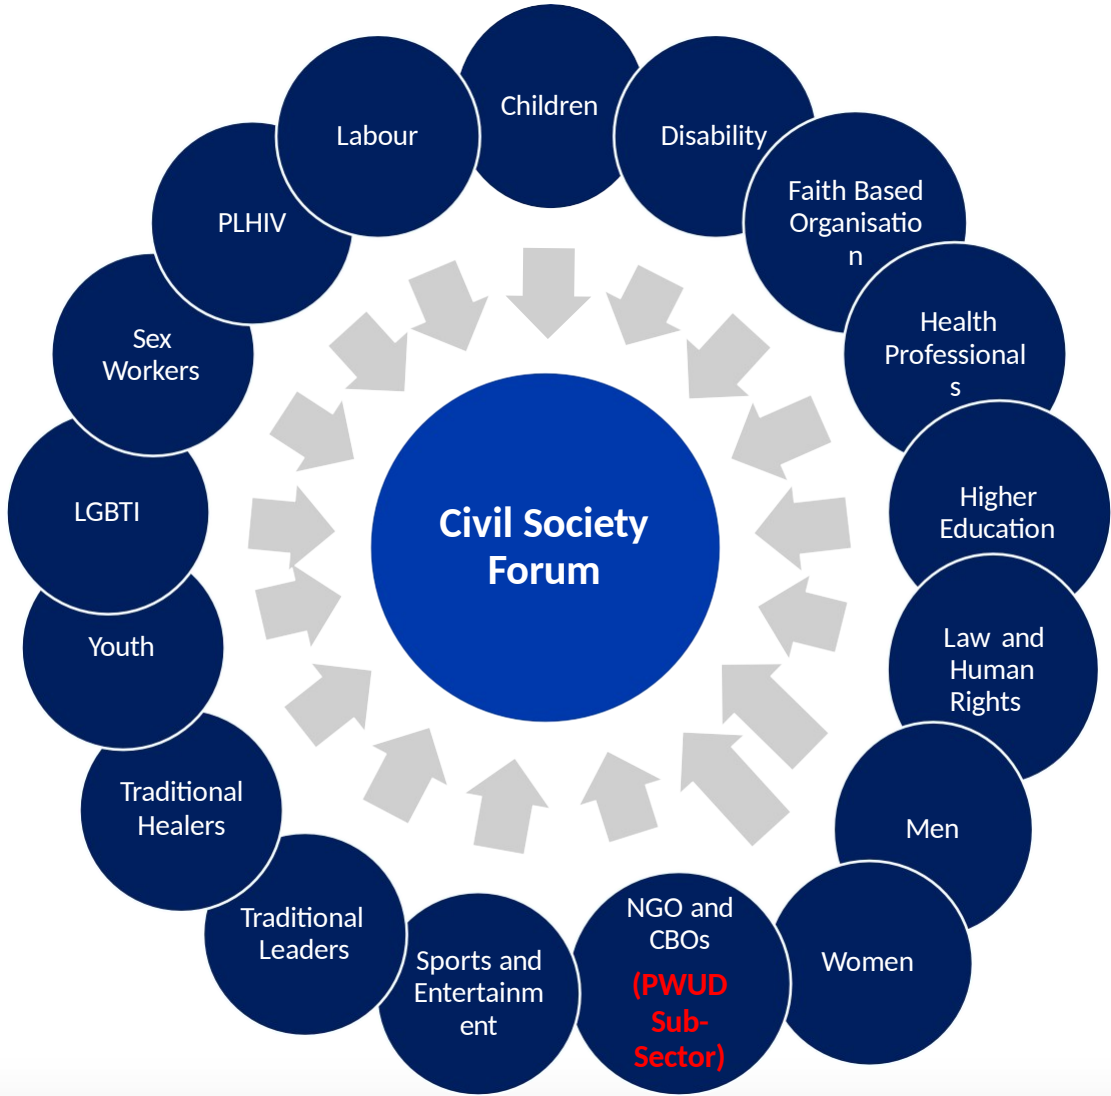 Children
Disability
Faith Based
Organisatio
n
Health
Professional
s
Higher
Education
Law and
Human
Rights
Men
Women
NGO and
CBOs
(PWUD
Sub-
Sector)
Sports and
Entertainm
ent
Traditional
Leaders
Traditional
Healers
Youth
LGBTI
Sex
Workers
PLHIV
Labour
Civil Society
Forum